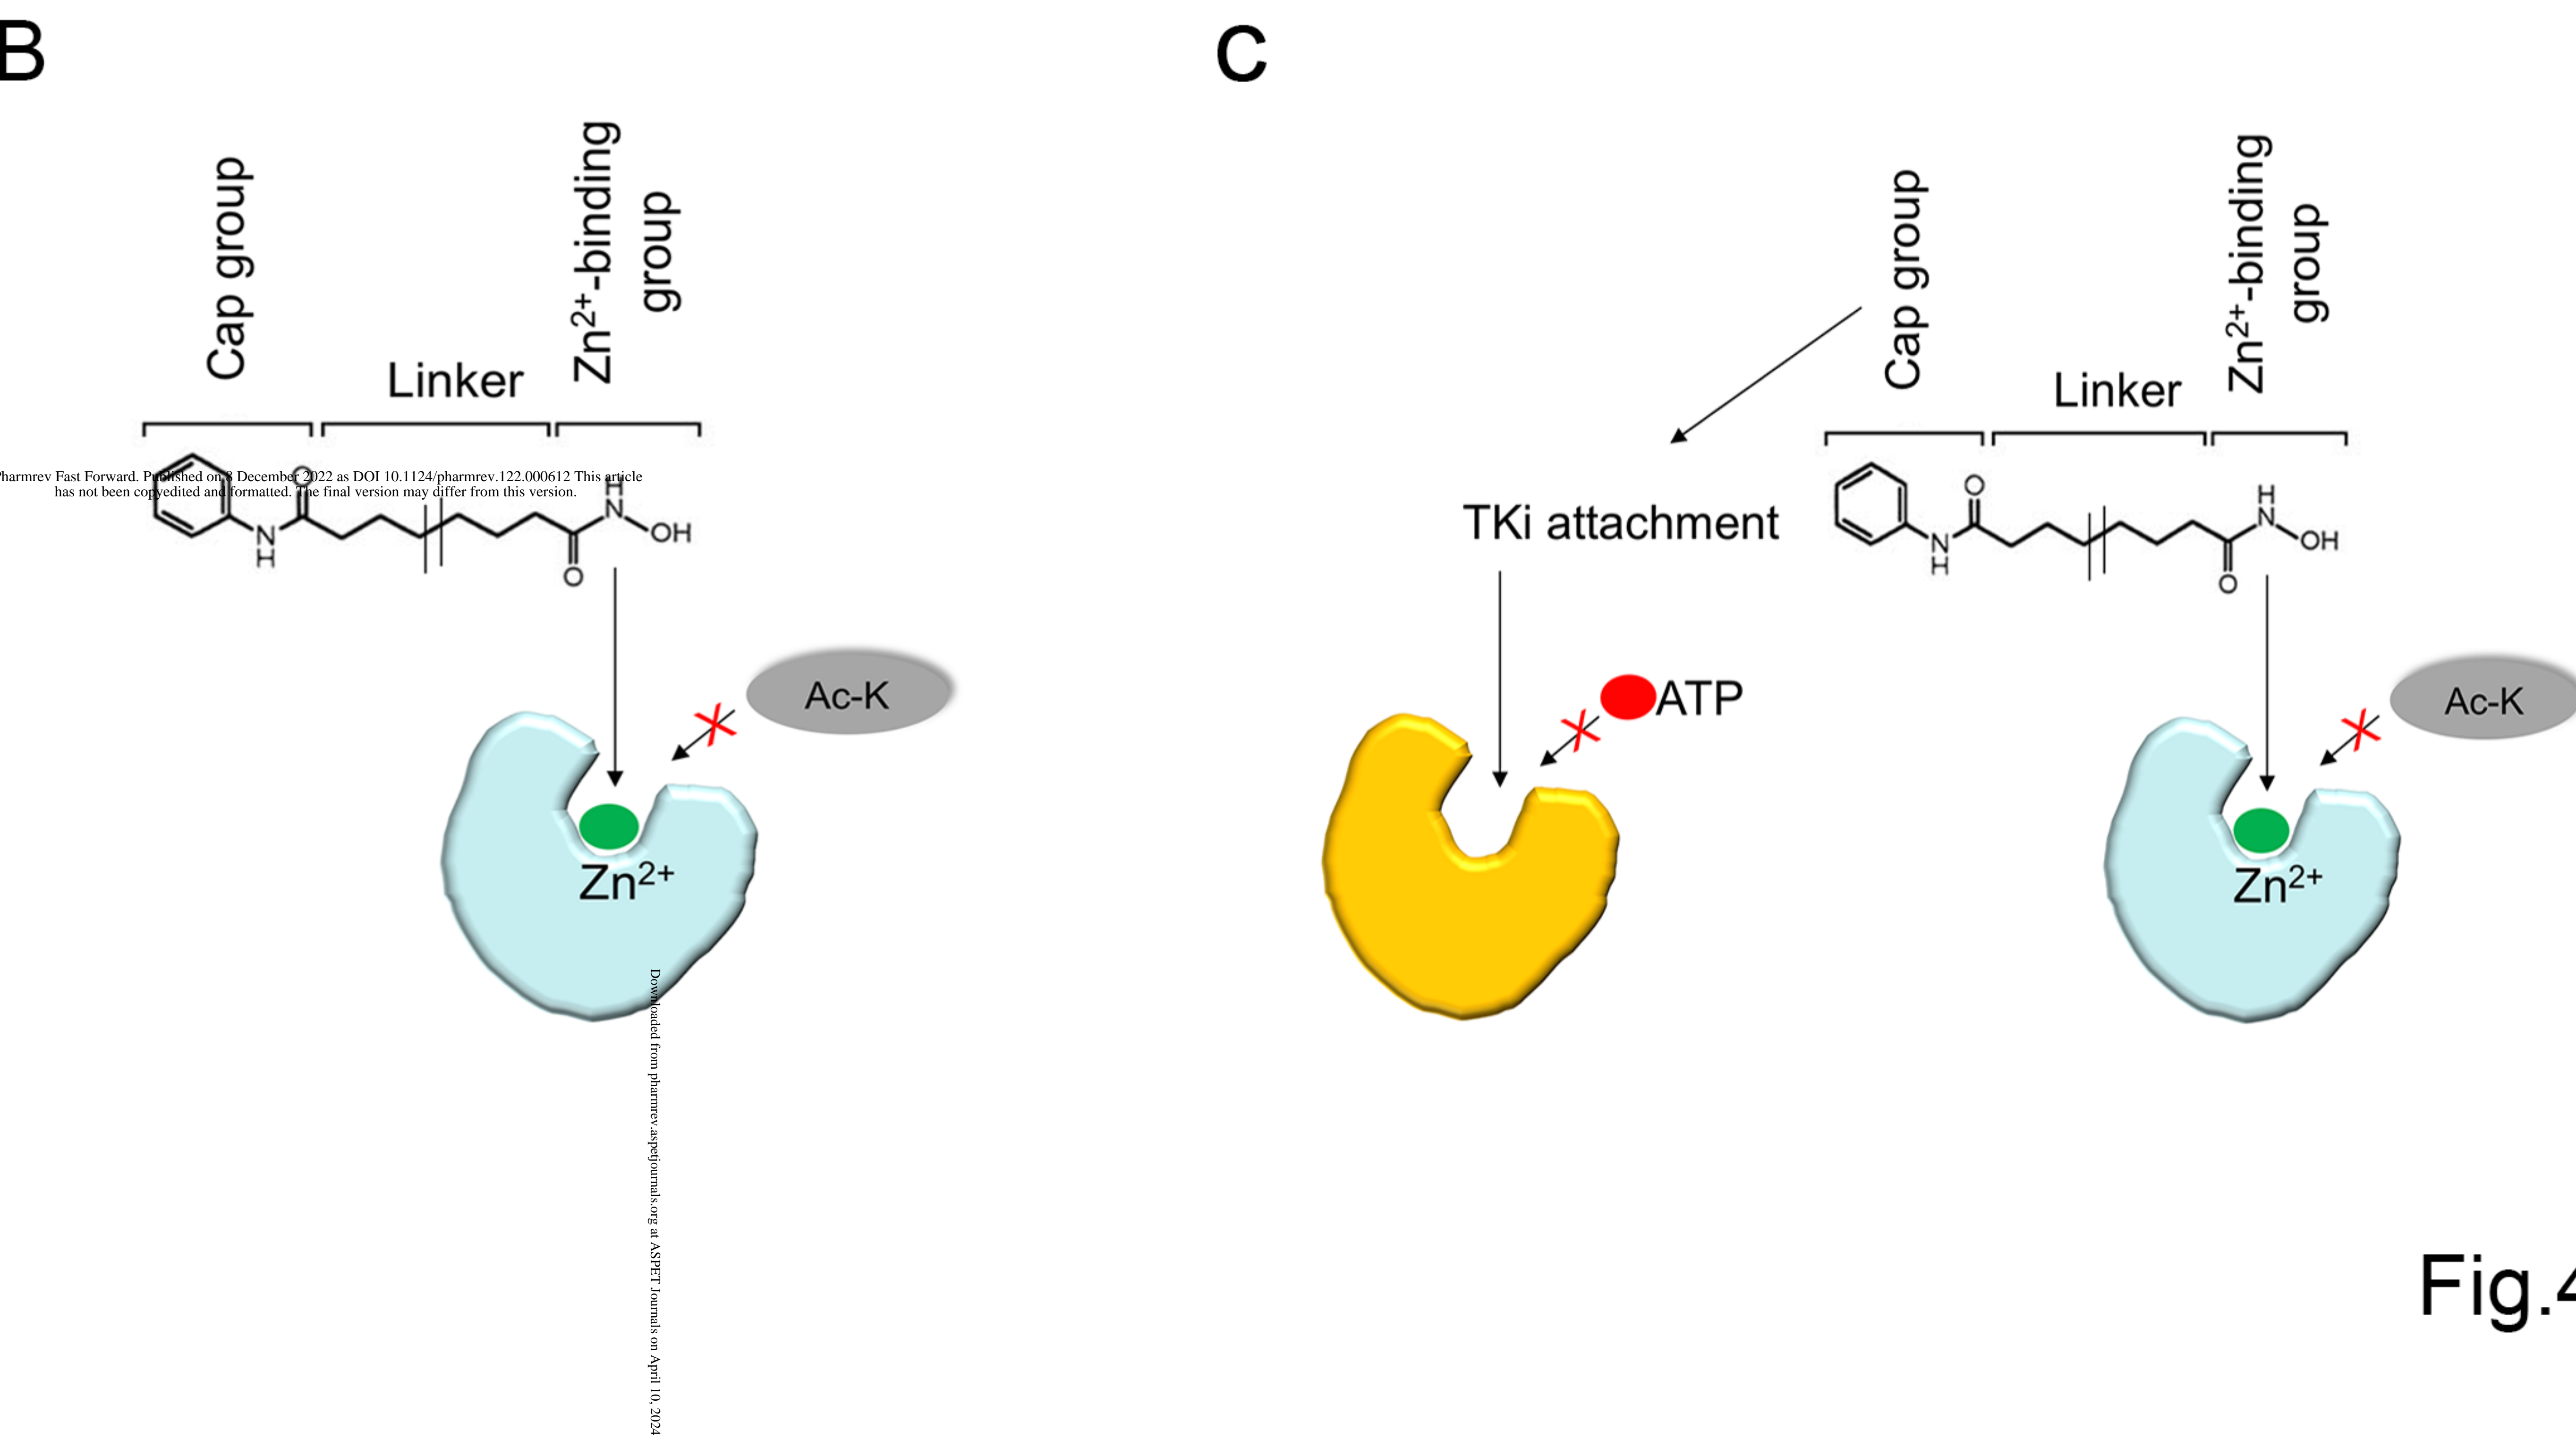 B
Cap group
Linker
Zn²⁺-binding
group
Pharmrev Fast Forward. Published on 8 December 2022 as DOI 10.1124/pharmrev.122.000612 This article
has not been copyedited and formatted. The final version may differ from this version.
O
N
H
O
H
N
OH
Ac-K
Zn²⁺
Downloaded from pharmrev.aspetjournals.org at ASPET Journals on April 10, 2024
C
Cap group
Linker
Zn²⁺-binding
group
TKi attachment
O
N
H
O
H
N
OH
ATP
Ac-K
Zn²⁺
Fig.4